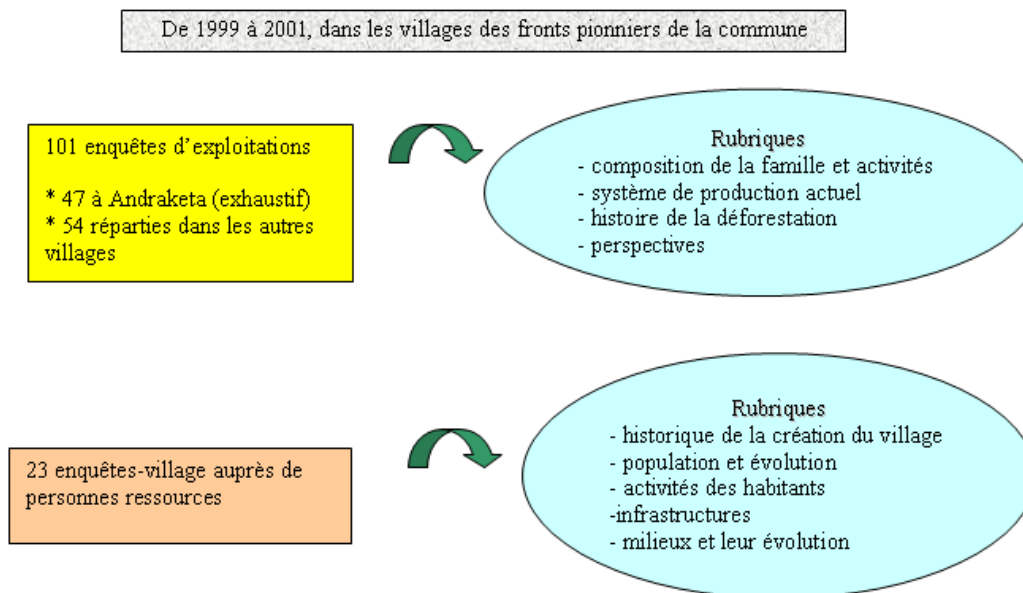 De 1999 à 2001, dans les villages des fronts pionniers de la commune
101 enquêtes d'exploitations
* 47 à Andraketa (exhaustif)
* 54 réparties dans les autres
villages
Rubriques
- composition de la famille et activités
- système de production actuel
- histoire de la déforestation
- perspectives
23 enquêtes-village auprès de
personnes ressources
Rubriques
- historique de la création du village
- population et évolution
- activités des habitants
-infrastructures
- milieux et leur évolution